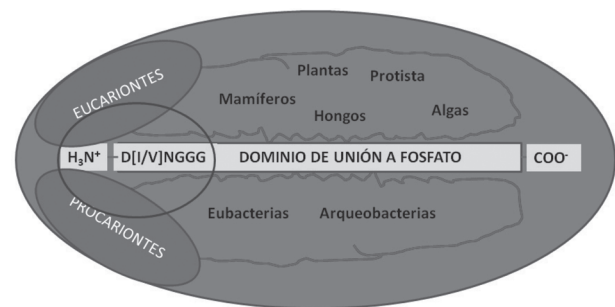 EUCARIONTES
Plantas
Protista
Mamíferos
Hongos
Algas
H₃N⁺
D[I/V]NGGG
DOMINIO DE UNIÓN A FOSFATO
COO⁻
PROCARIONTES
Eubacterias
Arqueobacterias